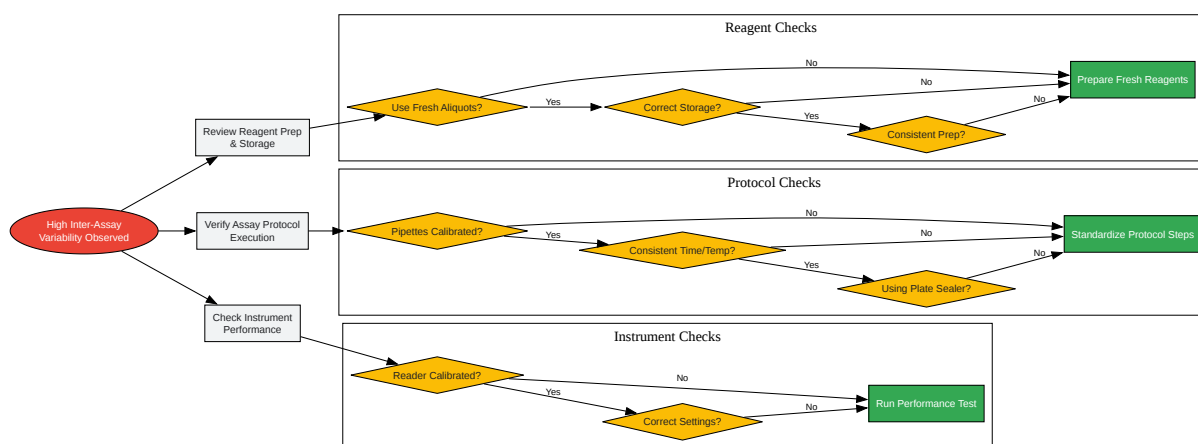 Reagent Checks
No
Prepare Fresh Reagents
No
Use Fresh Aliquots?
Yes
Correct Storage?
No
Yes
Consistent Prep?
Review Reagent Prep
& Storage
Protocol Checks
High Inter-Assay
Variability Observed
Verify Assay Protocol
Execution
Pipettes Calibrated?
No
Yes
Consistent Time/Temp?
No
Standardize Protocol Steps
Yes
No
Using Plate Sealer?
Check Instrument
Performance
Instrument Checks
Reader Calibrated?
No
Yes
Correct Settings?
No
Run Performance Test